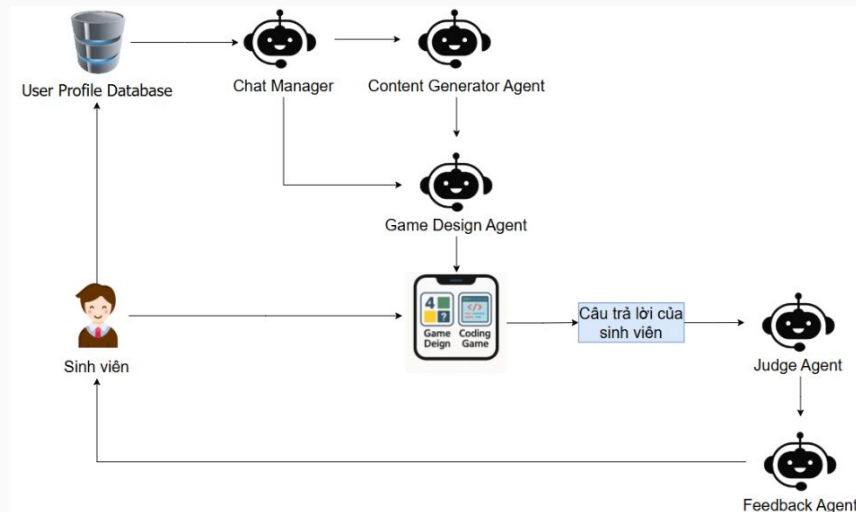 User Profile Database
Chat Manager
Content Generator Agent
Game Design Agent
4
?
</>
Game
Deign
Coding
Game
Câu trả lời của
sinh viên
Sinh viên
Judge Agent
Feedback Agent